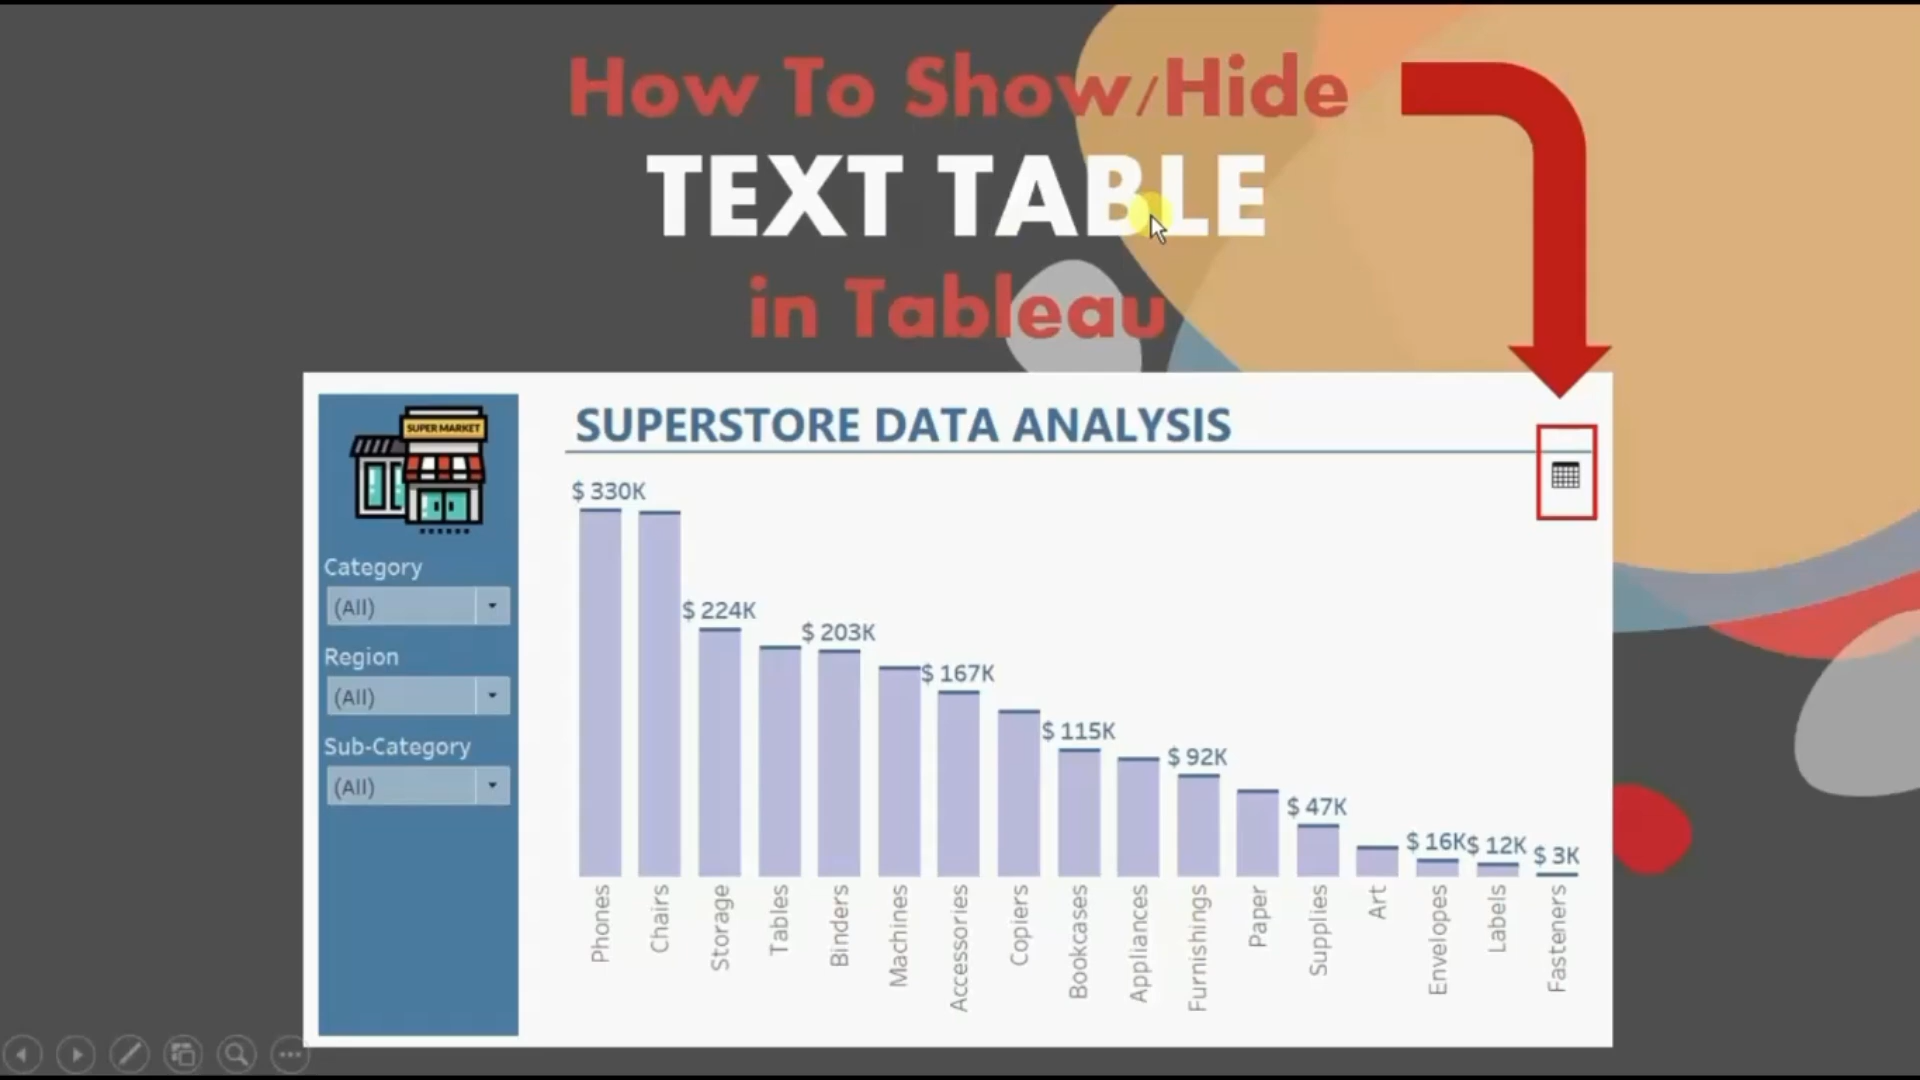 How To Show/Hide
TEXT TABLE
in Tableau
SUPER MARKET
SUPERSTORE DATA ANALYSIS
Category
(All)
Region
(All)
Sub-Category
(All)
$ 330K
$ 224K
$ 203K
$ 167K
$ 115K
$ 92K
$ 47K
$ 16K
$ 12K
$ 3K
Phones
Chairs
Storage
Tables
Binders
Machines
Accessories
Copiers
Bookcases
Appliances
Furnishings
Paper
Supplies
Art
Envelopes
Labels
Fasteners